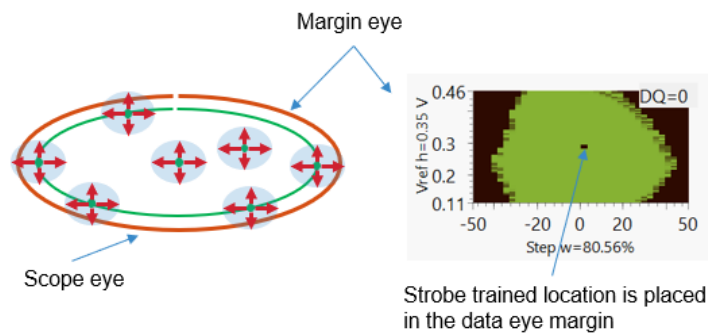 Margin eye
Scope eye
DQ=0
Vref h=0.35 V
0.46
0.3
0.2
0.11
-50 -20 0 20 50
Step w=80.56%
Strobe trained location is placed
in the data eye margin